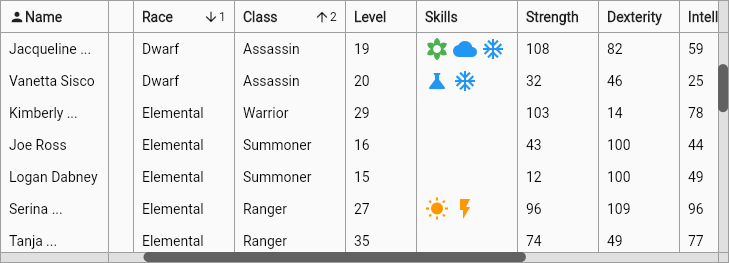 Name Race 1 Class 2 Level Skills Strength Dexterity Intell
Jacqueline ... Dwarf Assassin 19 108 82 59
Vanetta Sisco Dwarf Assassin 20 32 46 25
Kimberly ... Elemental Warrior 29 103 14 78
Joe Ross Elemental Summoner 16 43 100 44
Logan Dabney Elemental Summoner 15 12 100 49
Serina ... Elemental Ranger 27 96 109 96
Tanja ... Elemental Ranger 35 74 49 77